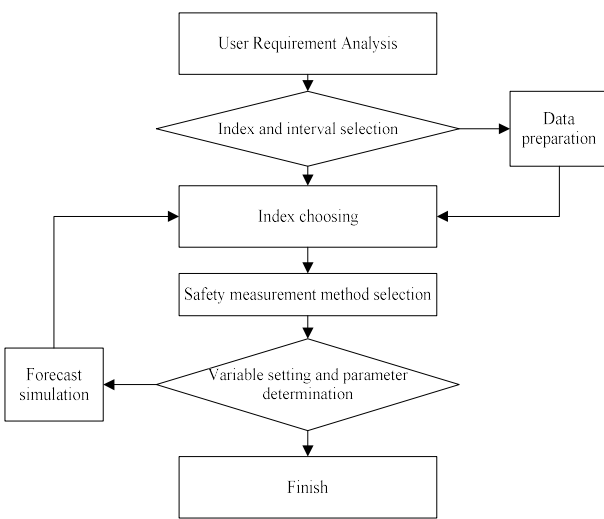 User Requirement Analysis
Index and interval selection
Data
preparation
Index choosing
Safety measurement method selection
Variable setting and parameter
determination
Forecast
simulation
Finish